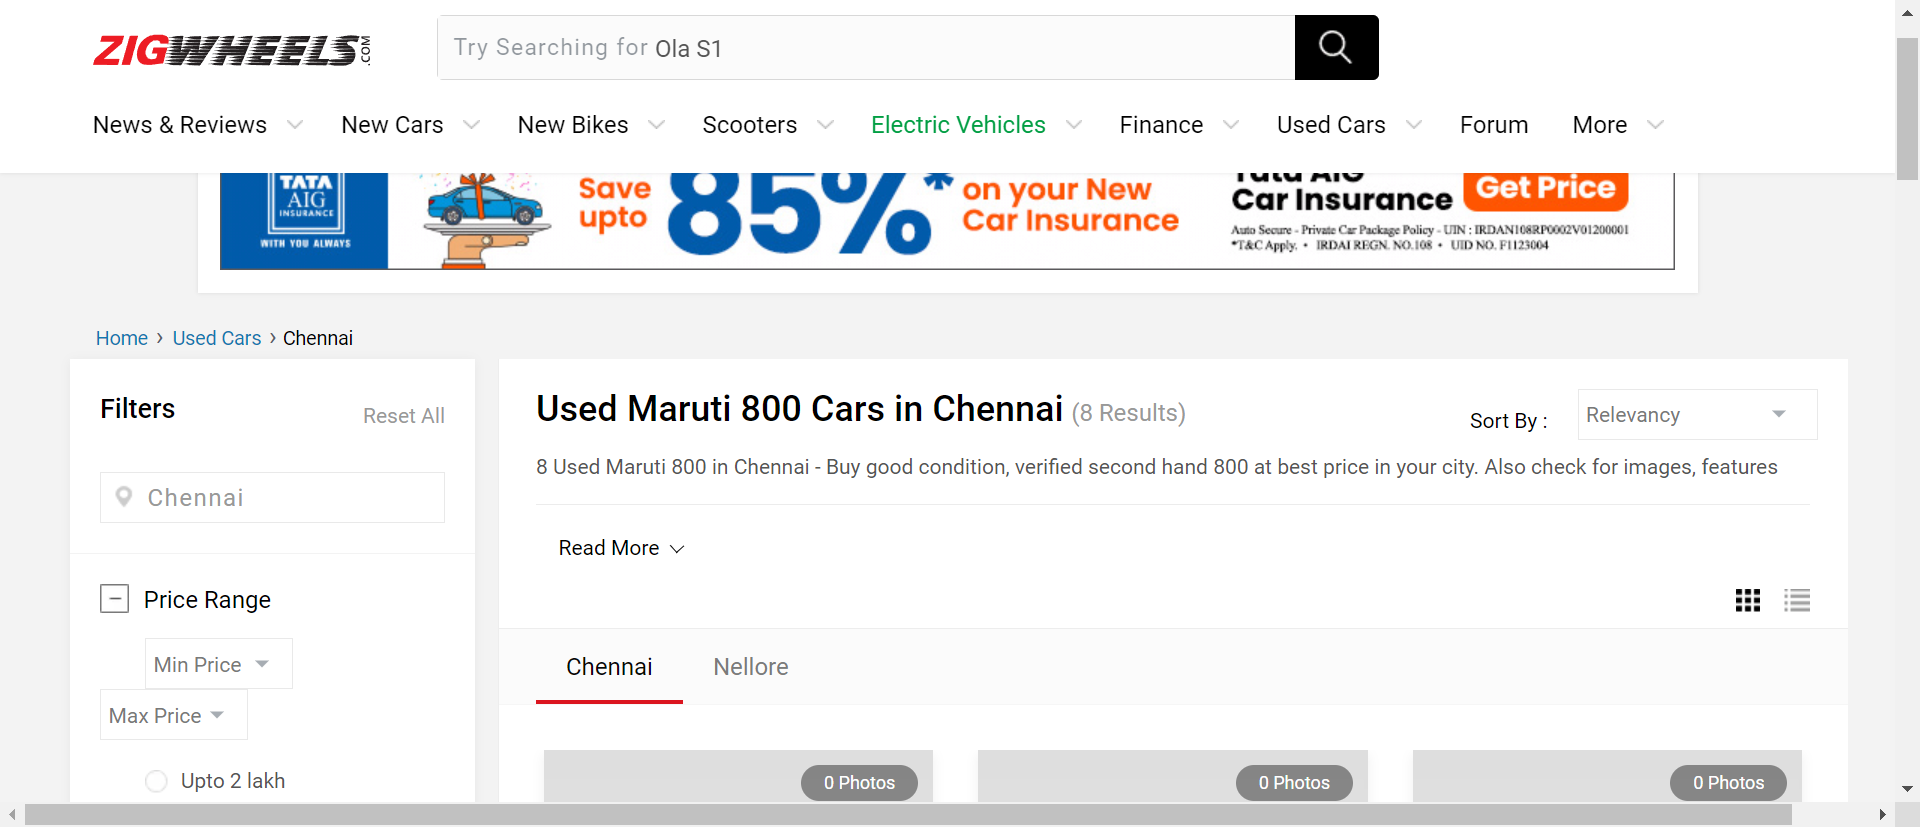 ZIGWHEELS.COM
Try Searching for Ola S1
News & Reviews New Cars New Bikes Scooters Electric Vehicles Finance Used Cars Forum More
TATA
AIG
INSURANCE
WITH YOU ALWAYS
Save
upto
85%*
on your New
Car Insurance
Tata AIG
Car Insurance
Get Price
Auto Secure - Private Car Package Policy - UIN : IRDAN108RP0002V01200001
*T&C Apply. • IRDAI REGN. NO.108 • UID NO. F1123004
Home › Used Cars › Chennai
Filters
Reset All
Chennai
Price Range
Min Price
Max Price
Upto 2 lakh
Used Maruti 800 Cars in Chennai (8 Results)
Sort By :
Relevancy
8 Used Maruti 800 in Chennai - Buy good condition, verified second hand 800 at best price in your city. Also check for images, features
Read More
Chennai Nellore
0 Photos 0 Photos 0 Photos